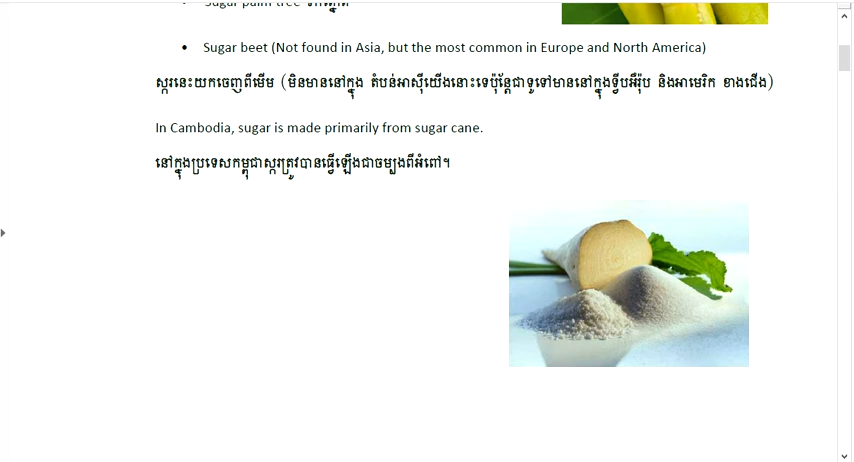 • Sugar palm tree
• Sugar beet (Not found in Asia, but the most common in Europe and North America)
ស្ករនេះយកចេញពីមើម (មិនមាននៅក្នុង តំបន់អាស៊ីយើងនោះទេប៉ុន្តែជាទូទៅមាននៅក្នុងទ្វីបអឺរ៉ុប និងអាមេរិក ខាងជើង)
In Cambodia, sugar is made primarily from sugar cane.
នៅក្នុងប្រទេសកម្ពុជាស្ករត្រូវបានធ្វើឡើងជាចម្បងពីអំពៅ។